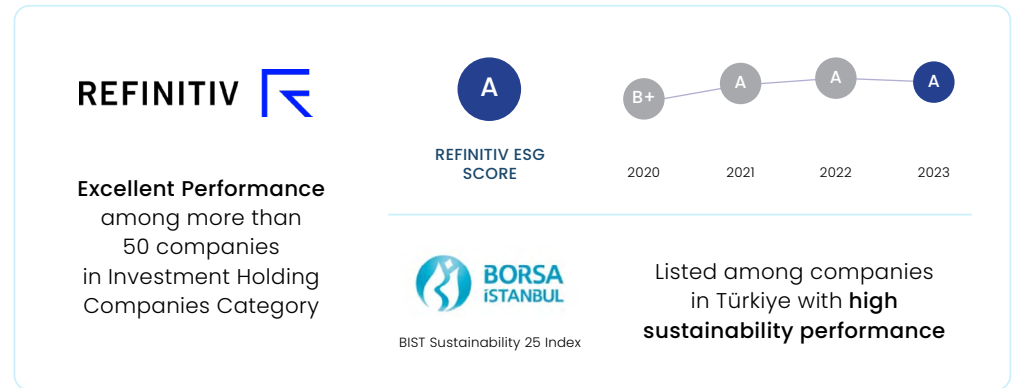 REFINITIV
Excellent Performance
among more than
50 companies
in Investment Holding
Companies Category
A
REFINITIV ESG
SCORE
B+
A
A
A
2020
2021
2022
2023
BORSA
İSTANBUL
BIST Sustainability 25 Index
Listed among companies
in Türkiye with high
sustainability performance